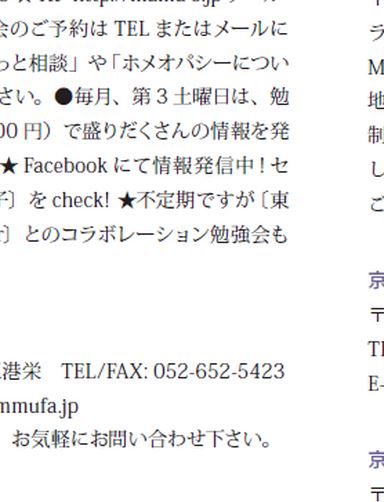 会のご予約は TEL またはメールに
っと相談」や「ホメオパシーについ
さい。●毎月、第3土曜日は、勉
00 円）で盛りだくさんの情報を発
★ Facebook にて情報発信中！セ
子〕を check! ★不定期ですが〔東
〕とのコラボレーション勉強会も
港栄　TEL/FAX: 052-652-5423
mmufa.jp
お気軽にお問い合わせ下さい。
ラ
M
地
制
し
ご
京
〒
TE
E-
京
〒